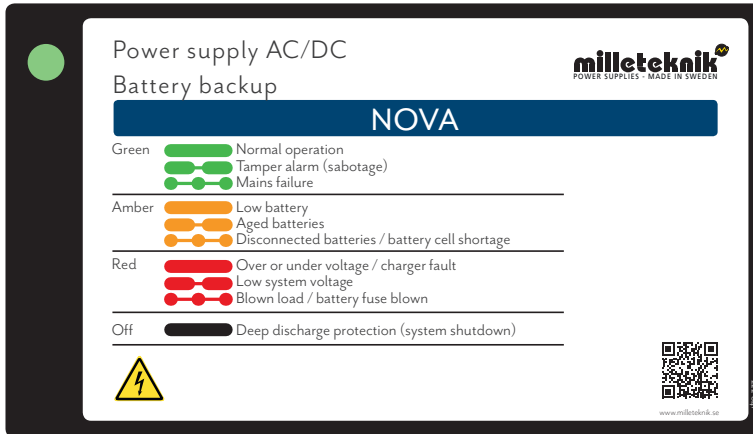 Power supply AC/DC
Battery backup
milleteknik
POWER SUPPLIES - MADE IN SWEDEN
NOVA
Green Normal operation
Tamper alarm (sabotage)
Mains failure
Amber Low battery
Aged batteries
Disconnected batteries / battery cell shortage
Red Over or under voltage / charger fault
Low system voltage
Blown load / battery fuse blown
Off Deep discharge protection (system shutdown)
www.milleteknik.se